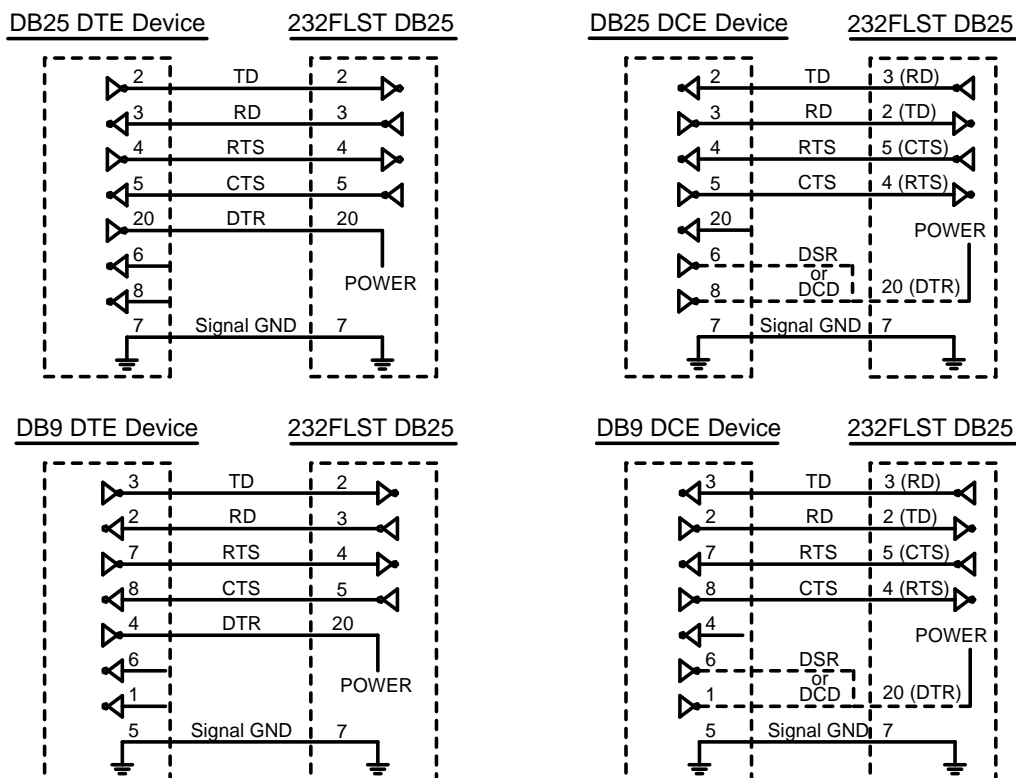 DB25 DTE Device 232FLST DB25
2 TD 2
3 RD 3
4 RTS 4
5 CTS 5
20 DTR 20
6
POWER
8
7 Signal GND 7
DB25 DCE Device 232FLST DB25
2 TD 3 (RD)
3 RD 2 (TD)
4 RTS 5 (CTS)
5 CTS 4 (RTS)
20 POWER
6 DSR
or
8 DCD 20 (DTR)
7 Signal GND 7
DB9 DTE Device 232FLST DB25
3 TD 2
2 RD 3
7 RTS 4
8 CTS 5
4 DTR 20
6
POWER
1
5 Signal GND 7
DB9 DCE Device 232FLST DB25
3 TD 3 (RD)
2 RD 2 (TD)
7 RTS 5 (CTS)
8 CTS 4 (RTS)
4 POWER
6 DSR
or
1 DCD 20 (DTR)
5 Signal GND 7